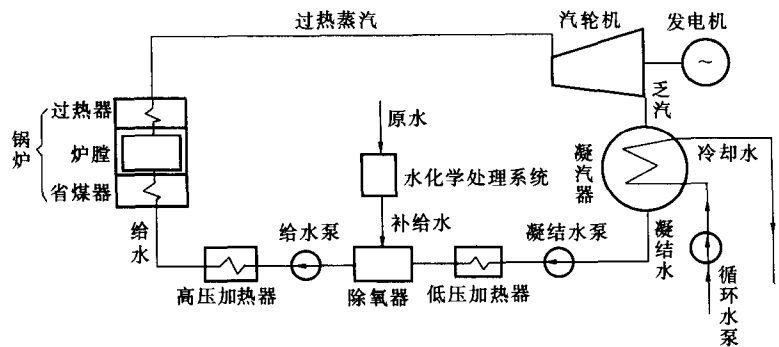 过热蒸汽
汽轮机
发电机
~
乏汽
锅炉
过热器
炉膛
省煤器
原水
水化学处理系统
凝汽器
冷却水
给水
给水泵
补给水
凝结水泵
凝结水
循环水泵
高压加热器
除氧器
低压加热器